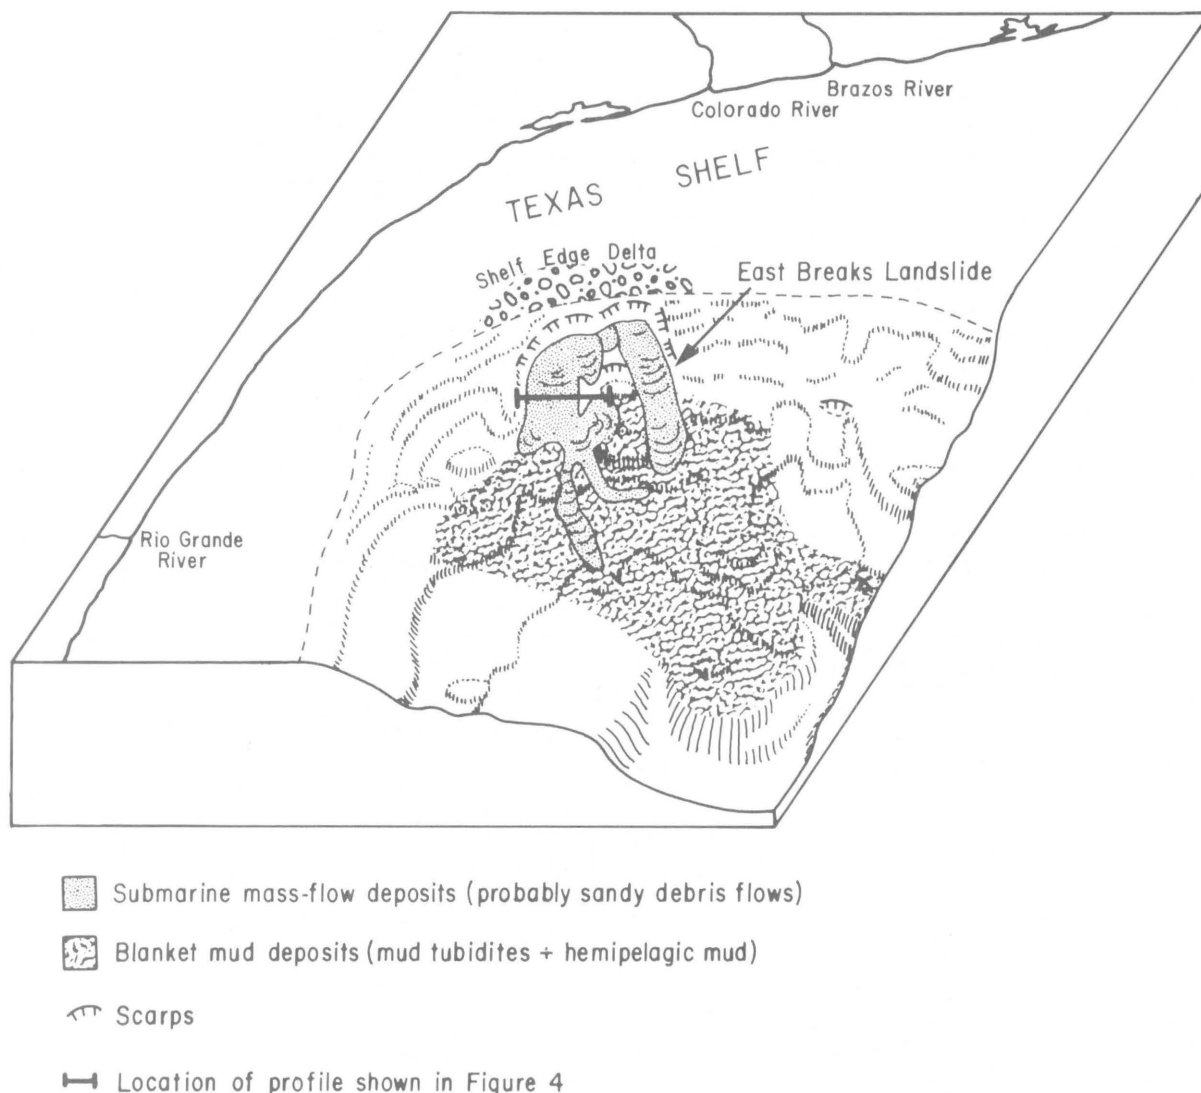 Brazos River
Colorado River
TEXAS SHELF
Shelf Edge Delta
East Breaks Landslide
Rio Grande
River
Submarine mass-flow deposits (probably sandy debris flows)
Blanket mud deposits (mud tubidites + hemipelagic mud)
Scarps
Location of profile shown in Figure 4